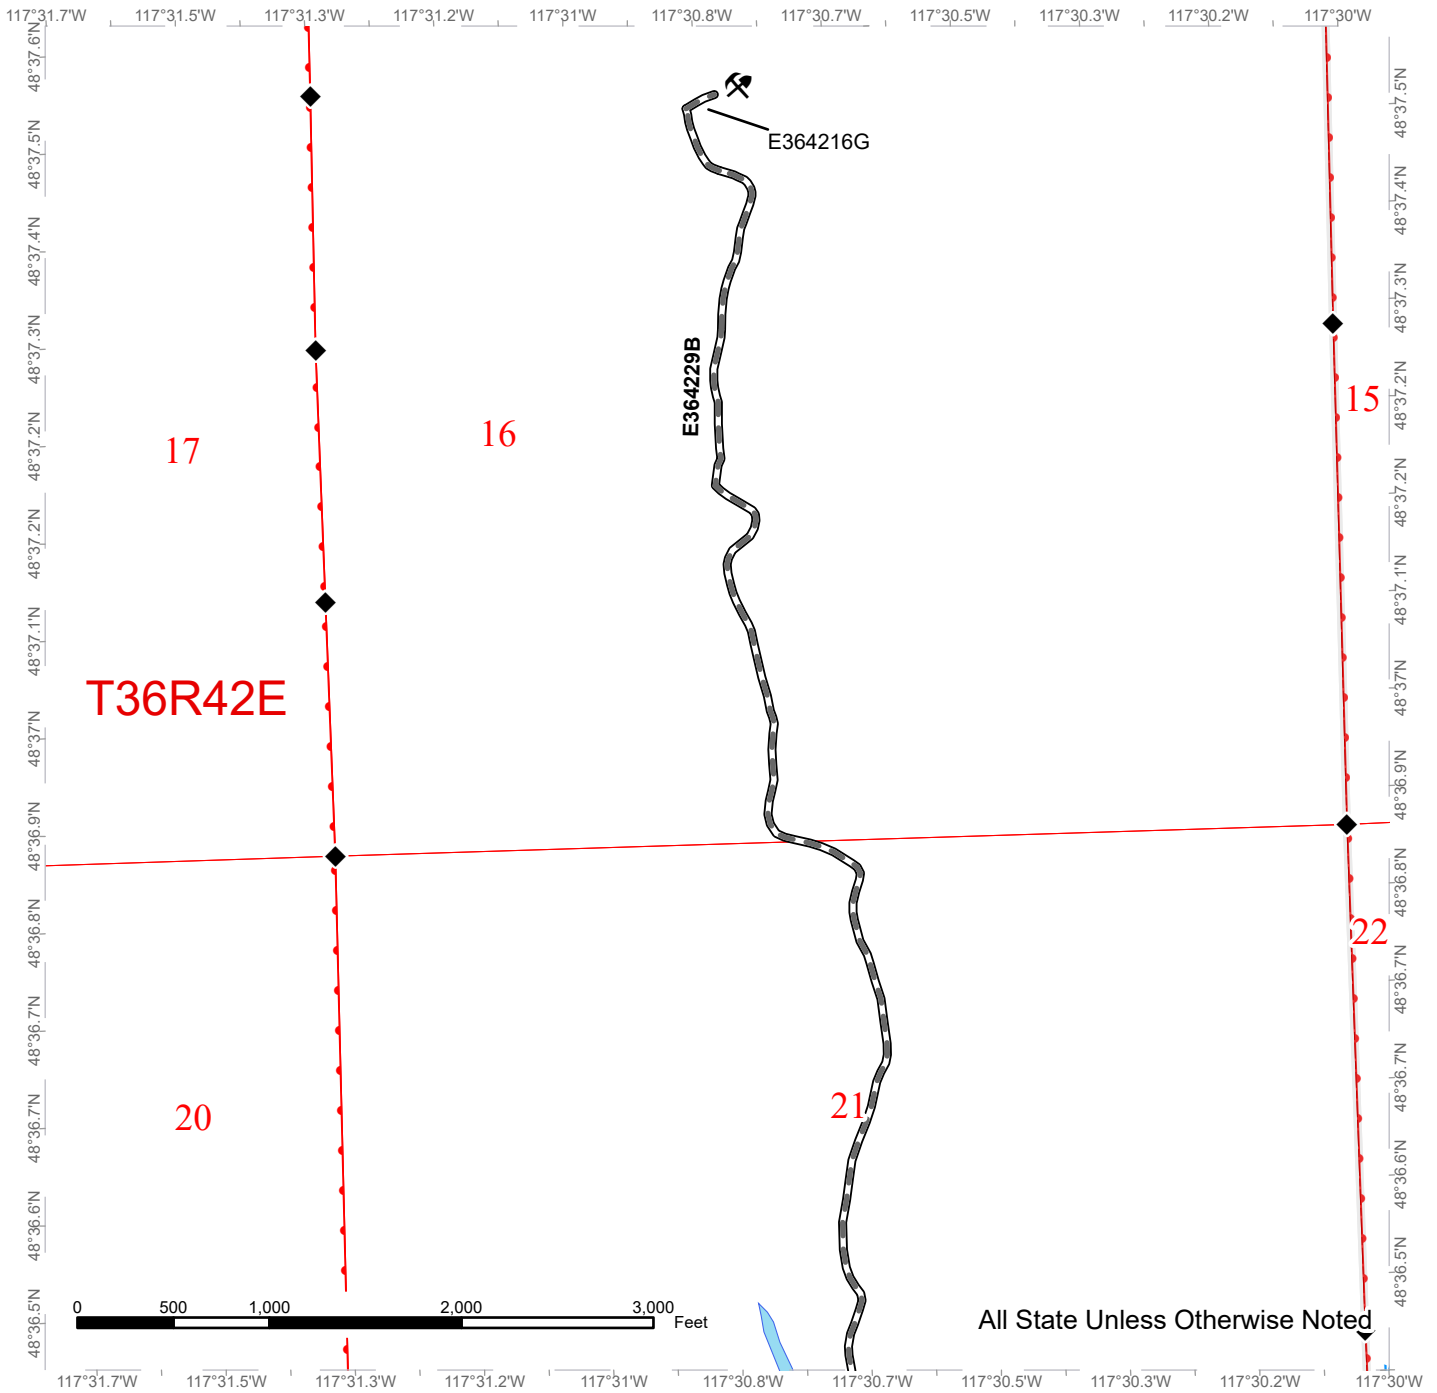 117°31.7'W 117°31.5'W 117°31.3'W 117°31.2'W 117°31'W 117°30.8'W 117°30.7'W 117°30.5'W 117°30.3'W 117°30.2'W 117°30'W
48°37.6'N
48°37.5'N
48°37.4'N
48°37.3'N
48°37.2'N
48°37.2'N
48°37.1'N
48°37'N
48°36.9'N
48°36.8'N
48°36.7'N
48°36.7'N
48°36.6'N
48°36.5'N
E364216G
E364229B
17
16
15
T36R42E
22
20
21
48°37.5'N
48°37.4'N
48°37.3'N
48°37.2'N
48°37.2'N
48°37.1'N
48°37'N
48°36.9'N
48°36.8'N
48°36.7'N
48°36.7'N
48°36.6'N
48°36.5'N
0 500 1,000 2,000 3,000
Feet
All State Unless Otherwise Noted
117°31.7'W 117°31.5'W 117°31.3'W 117°31.2'W 117°31'W 117°30.8'W 117°30.7'W 117°30.5'W 117°30.3'W 117°30.2'W 117°30'W